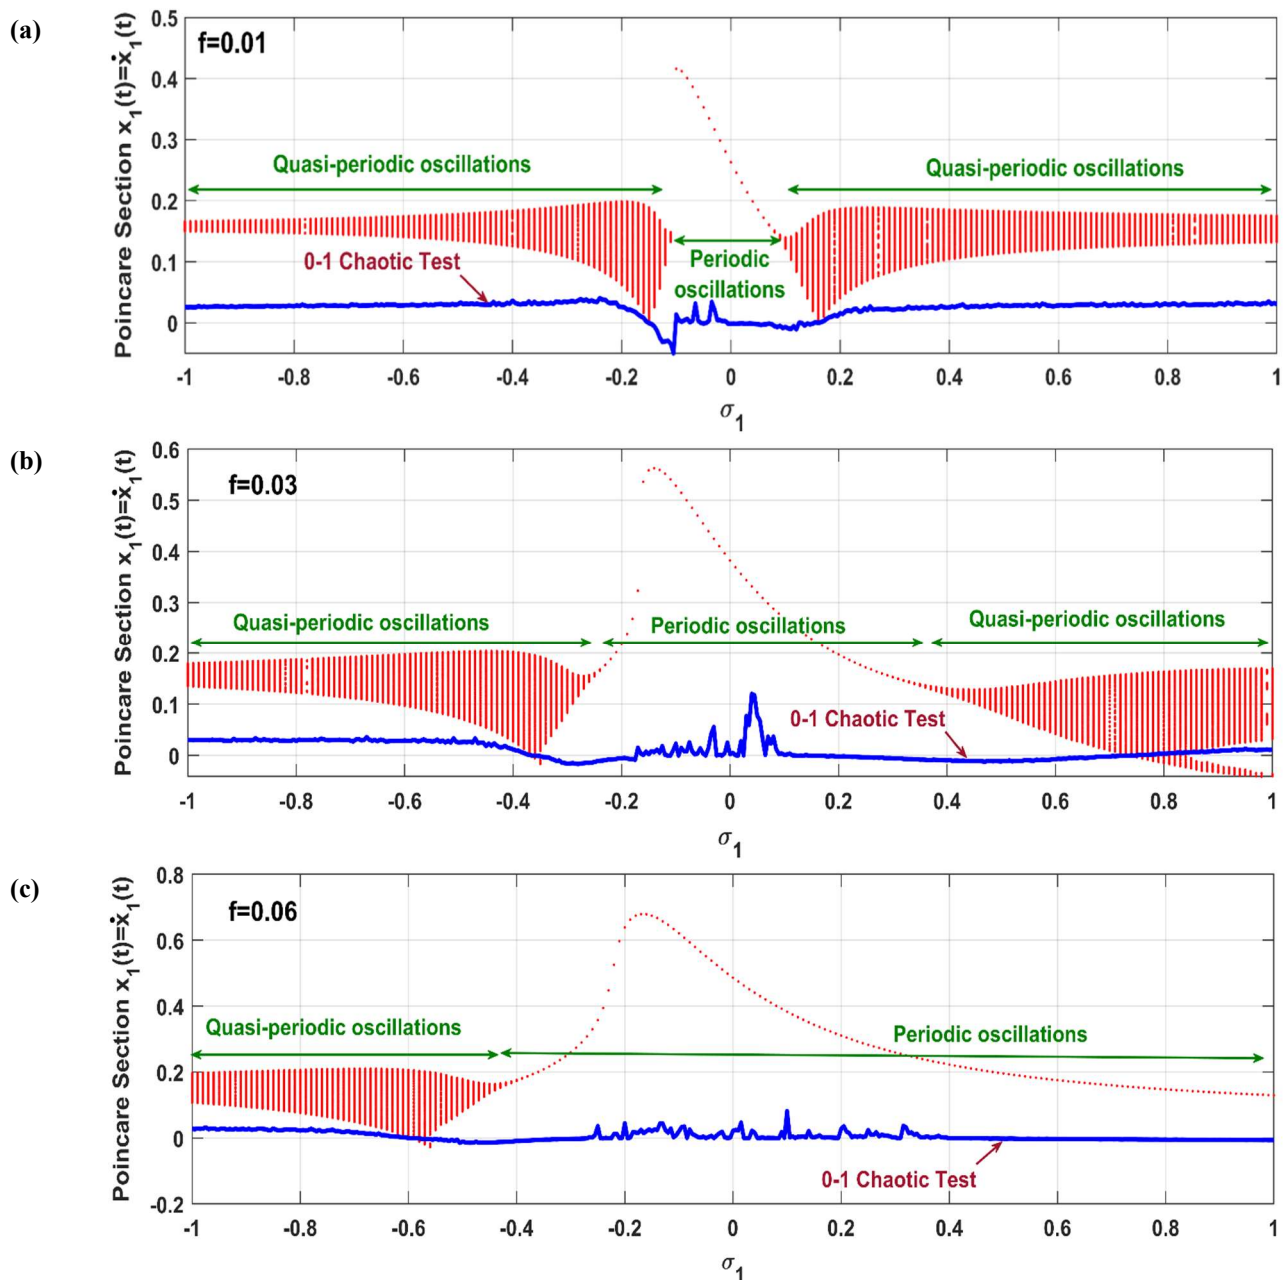 (a)
f=0.01
Poincare Section x₁(t)=ẋ₁(t)
0.5
0.4
0.3
0.2
0.1
0
Quasi-periodic oscillations
Quasi-periodic oscillations
0-1 Chaotic Test
Periodic
oscillations
-1 -0.8 -0.6 -0.4 -0.2 0 0.2 0.4 0.6 0.8 1
σ₁
(b)
f=0.03
Poincare Section x₁(t)=ẋ₁(t)
0.6
0.5
0.4
0.3
0.2
0.1
0
Quasi-periodic oscillations
Periodic oscillations
Quasi-periodic oscillations
0-1 Chaotic Test
-1 -0.8 -0.6 -0.4 -0.2 0 0.2 0.4 0.6 0.8 1
σ₁
(c)
f=0.06
Poincare Section x₁(t)=ẋ₁(t)
0.8
0.6
0.4
0.2
0
-0.2
Quasi-periodic oscillations
Periodic oscillations
0-1 Chaotic Test
-1 -0.8 -0.6 -0.4 -0.2 0 0.2 0.4 0.6 0.8 1
σ₁